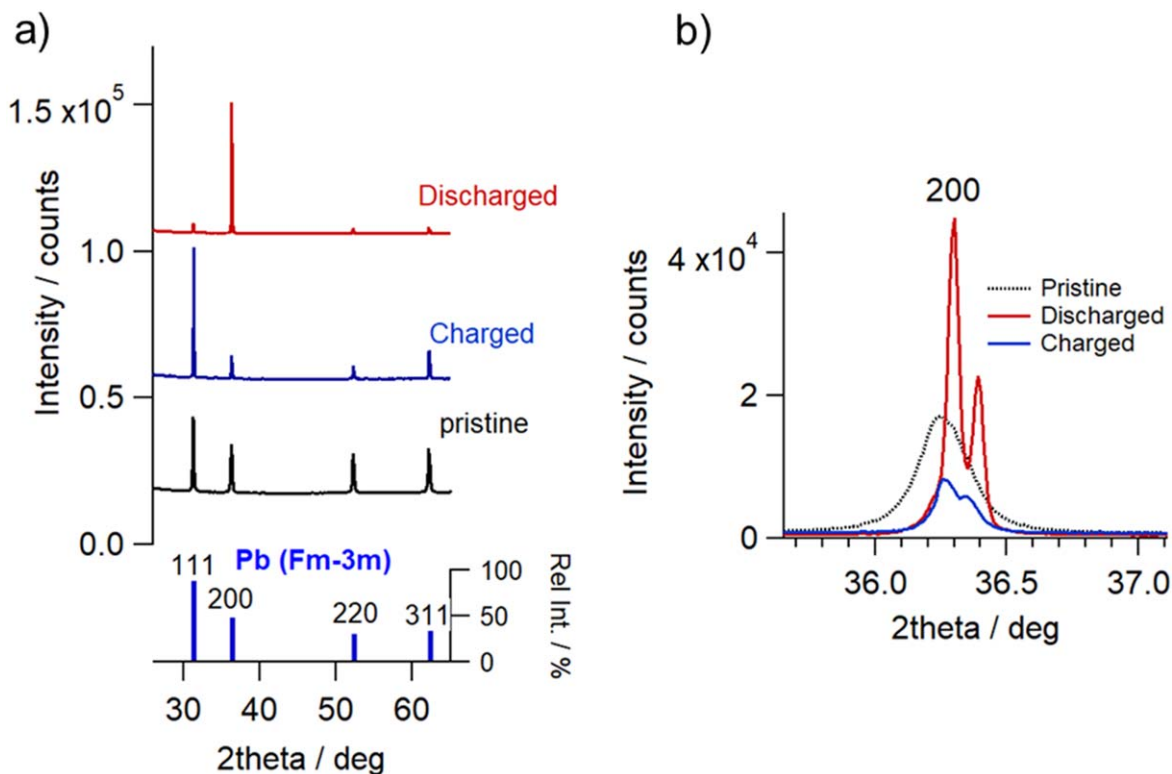 a)
Intensity / counts
1.5 x10^5
1.0
0.5
0.0
Discharged
Charged
pristine
Pb (Fm-3m)
111
200
220
311
100
50
0
Rel Int. / %
30 40 50 60
2theta / deg
b)
200
Intensity / counts
4 x10^4
2
0
Pristine
Discharged
Charged
36.0 36.5 37.0
2theta / deg